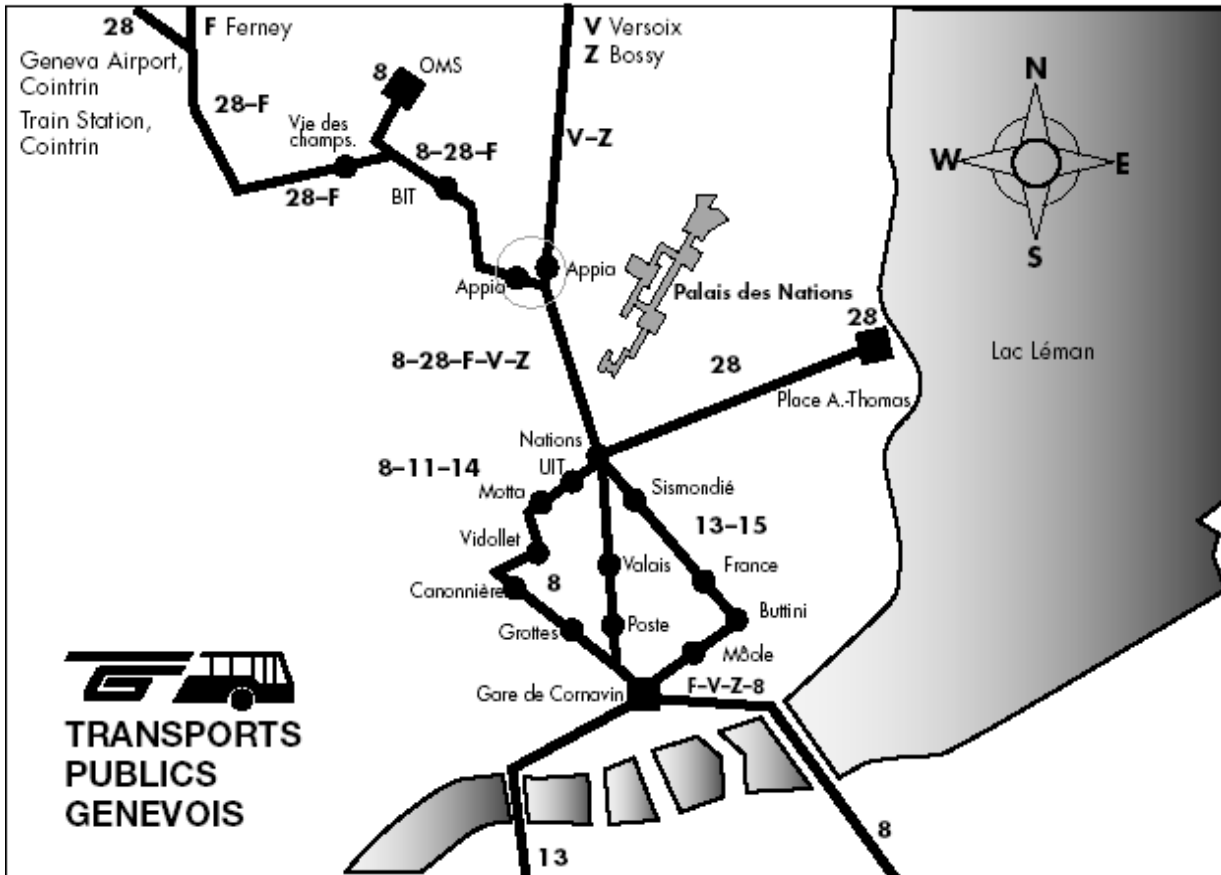 28
F Ferney
Geneva Airport,
Cointrin
Train Station,
Cointrin
28–F
8
OMS
V Versoix
Z Bossy
V–Z
Vie des
champs.
8–28–F
28–F
BIT
N
W
E
S
Appia
Appia
Palais des Nations
28
Lac Léman
8–28–F–V–Z
28
Place A.-Thomas
Nations
UIT
8–11–14
Motta
Sismondié
13–15
Vidollet
Valais
France
Canonnière
8
Buttini
Grottes
Poste
Môole
Gare de Cornavin
F–V–Z–8
TRANSPORTS
PUBLICS
GENEVOIS
13
8